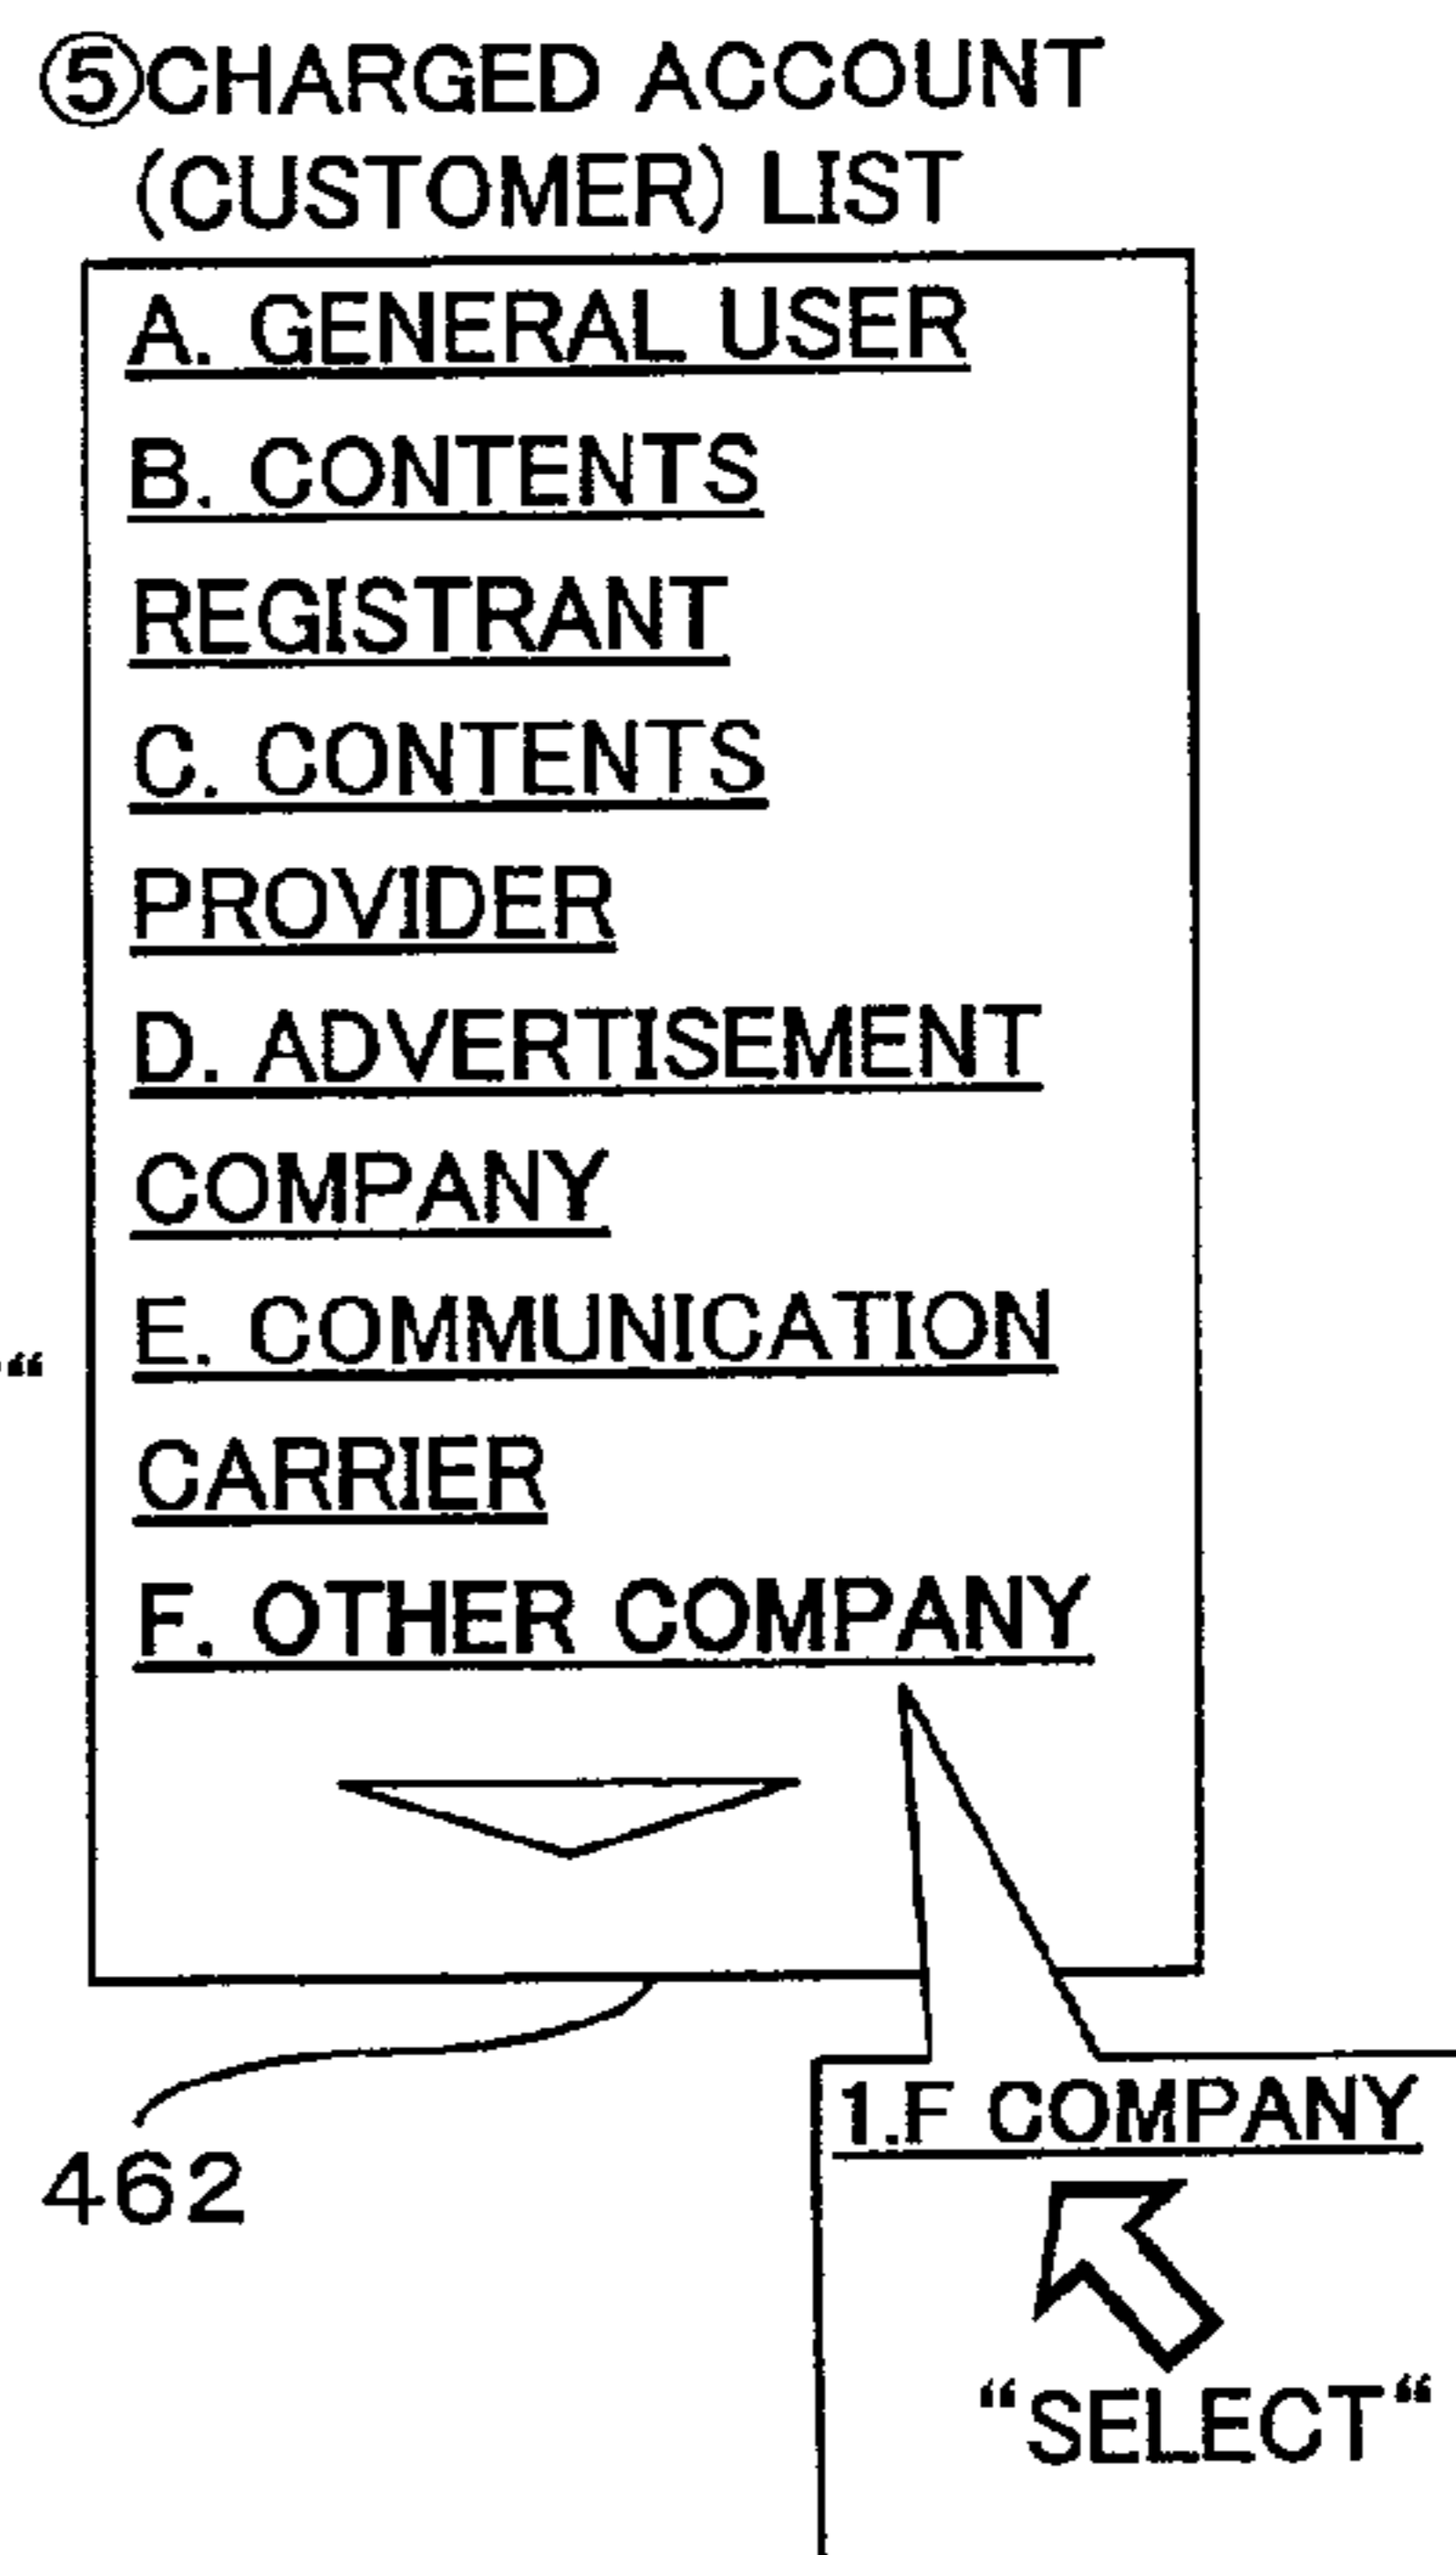 ⑤CHARGED ACCOUNT
(CUSTOMER) LIST
A. GENERAL USER
B. CONTENTS
REGISTRANT
C. CONTENTS
PROVIDER
D. ADVERTISEMENT
COMPANY
E. COMMUNICATION
“
CARRIER
F. OTHER COMPANY
462
1.F COMPANY
“SELECT“